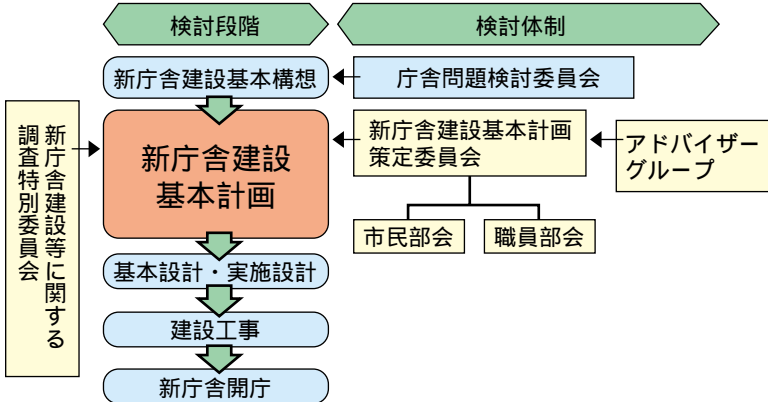 検討段階
検討体制
新庁舎建設基本構想
庁舎問題検討委員会
新庁舎建設等に関する
調査特別委員会
新庁舎建設
基本計画
新庁舎建設基本計画
策定委員会
アドバイザー
グループ
市民部会
職員部会
基本設計・実施設計
建設工事
新庁舎開庁